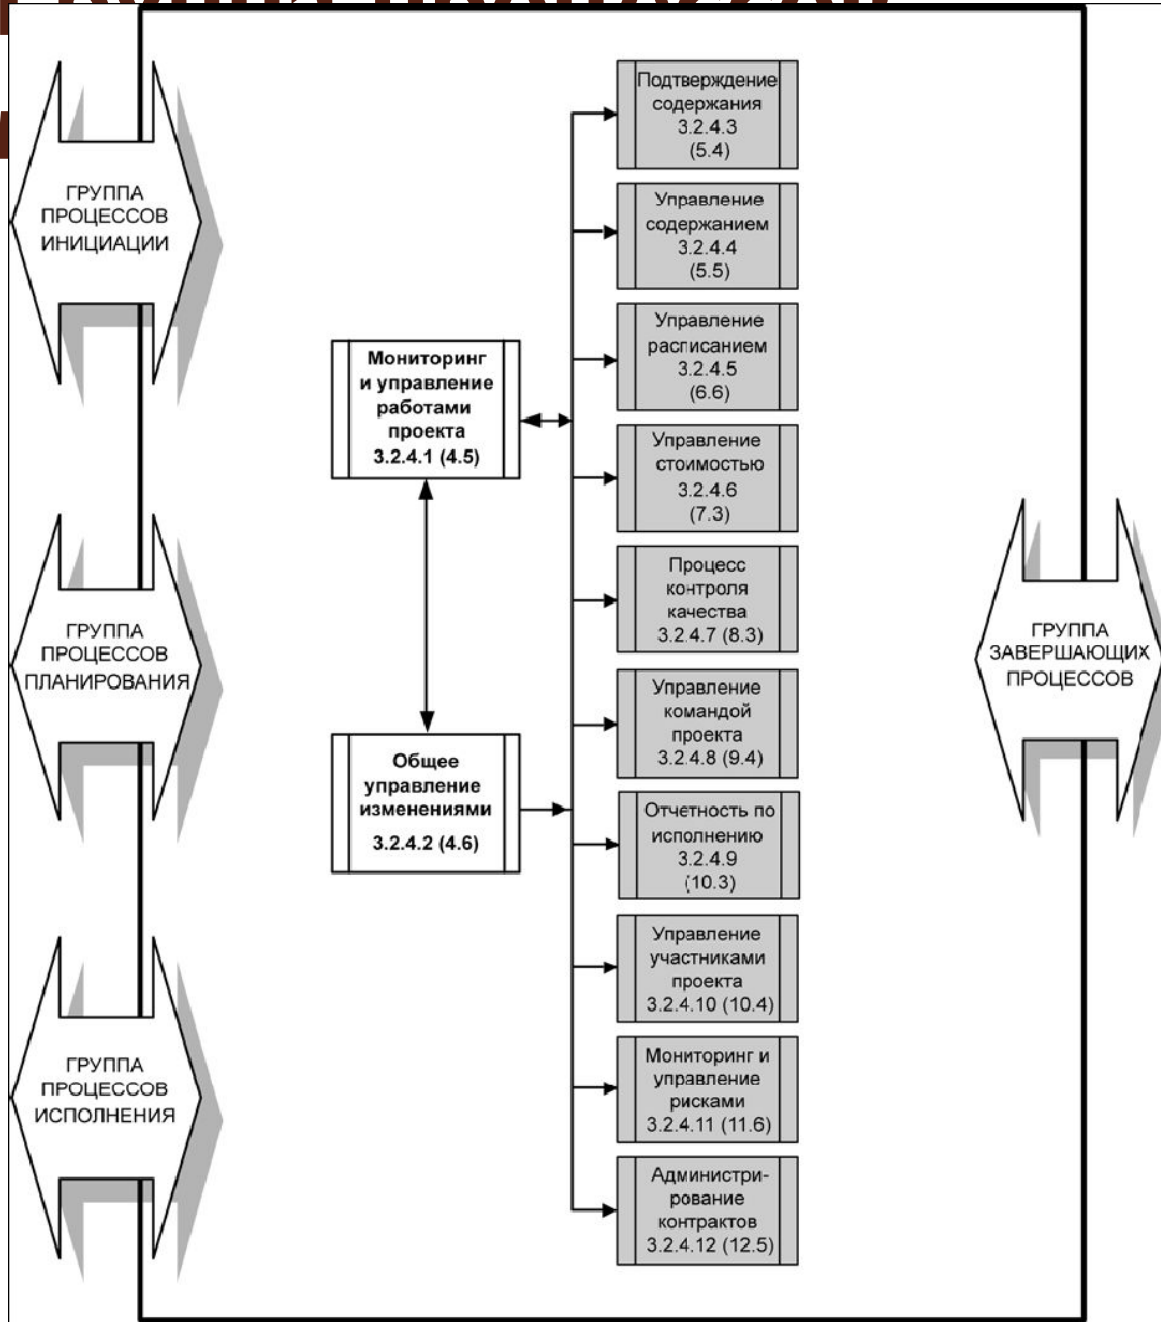 ГРУППА
ПРОЦЕССОВ
ИНИЦИАЦИИ
ГРУППА
ПРОЦЕССОВ
ПЛАНИРОВАНИЯ
ГРУППА
ПРОЦЕССОВ
ИСПОЛНЕНИЯ
Мониторинг
и управление
работами
проекта
3.2.4.1 (4.5)
Общее
управление
изменениями
3.2.4.2 (4.6)
Подтверждение
содержания
3.2.4.3
(5.4)
Управление
содержанием
3.2.4.4
(5.5)
Управление
расписанием
3.2.4.5
(6.6)
Управление
стоимостью
3.2.4.6
(7.3)
Процесс
контроля
качества
3.2.4.7 (8.3)
Управление
командой
проекта
3.2.4.8 (9.4)
Отчетность по
исполнению
3.2.4.9
(10.3)
Управление
участниками
проекта
3.2.4.10 (10.4)
Мониторинг и
управление
рисками
3.2.4.11 (11.6)
Администри-
рование
контрактов
3.2.4.12 (12.5)
ГРУППА
ЗАВЕРШАЮЩИХ
ПРОЦЕССОВ